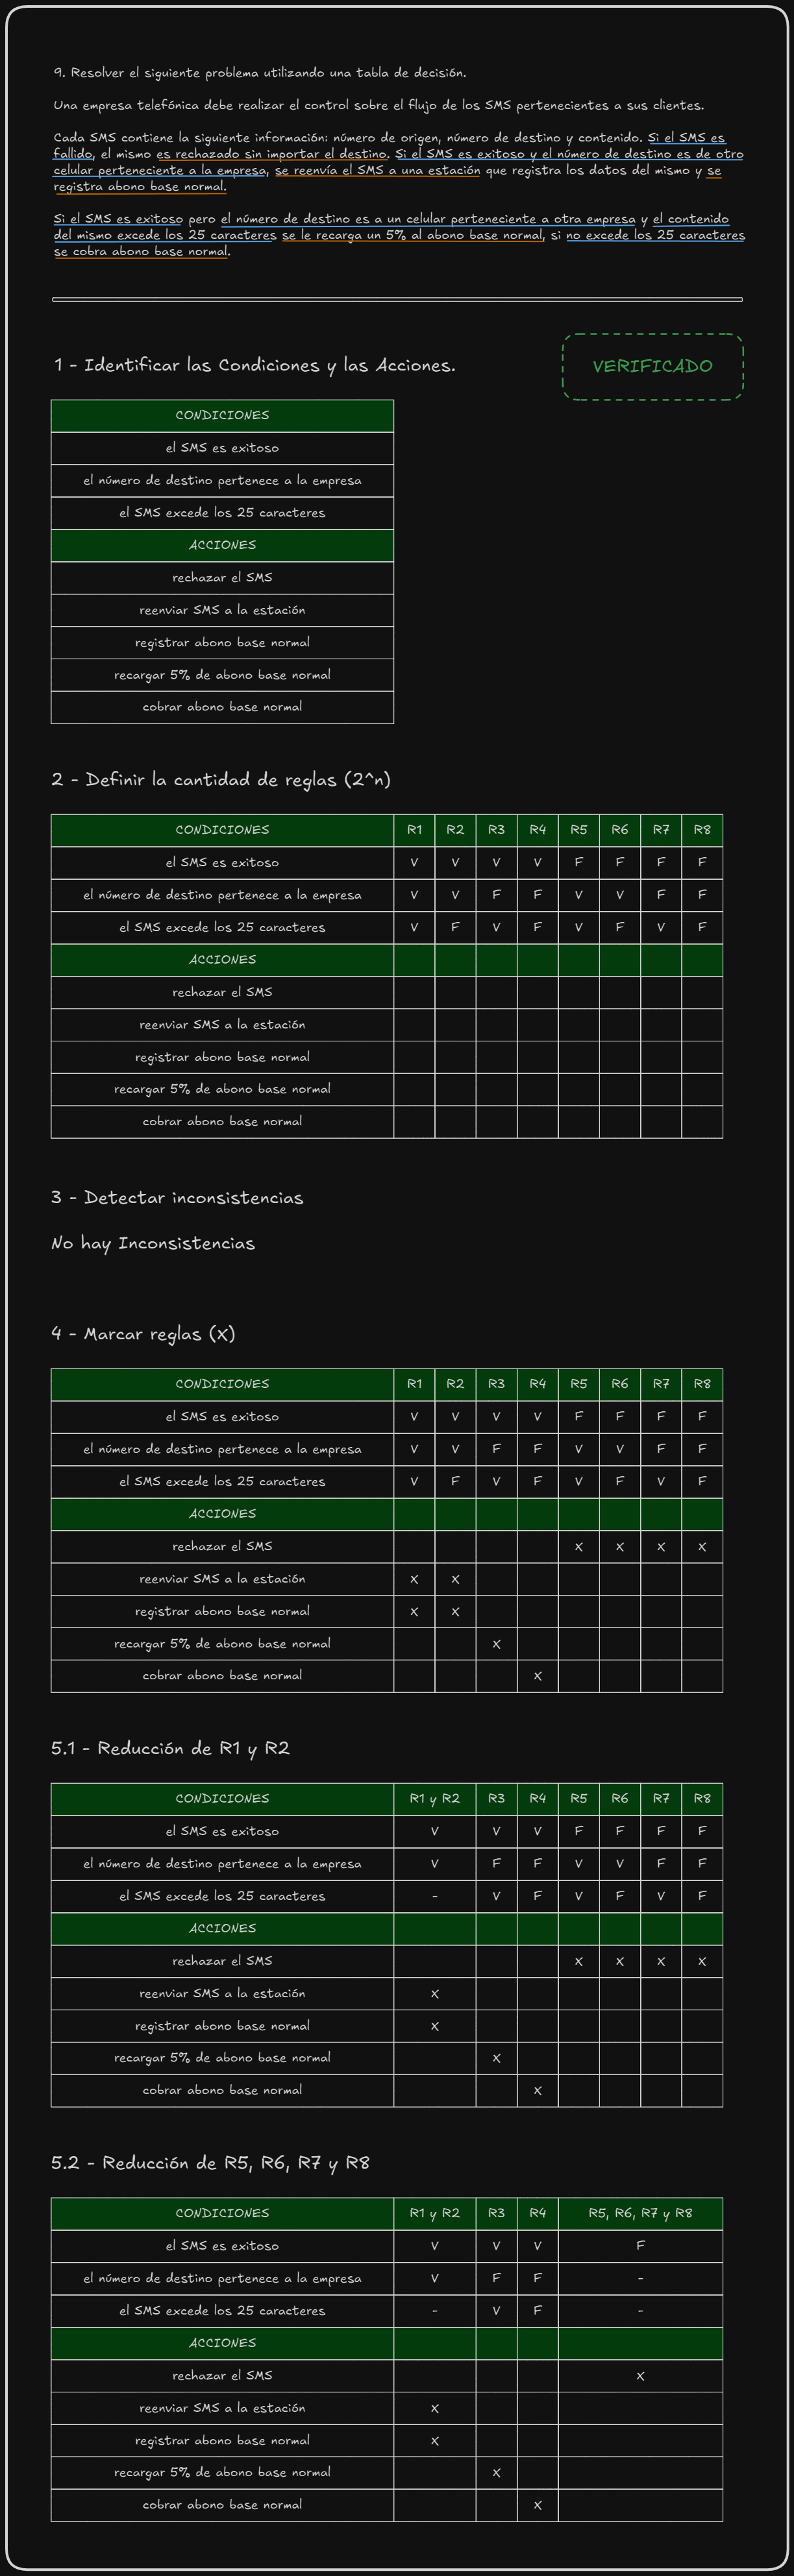 9. Resolver el siguiente problema utilizando una tabla de decisión.
Una empresa telefónica debe realizar el control sobre el flujo de los SMS pertenecientes a sus clientes.
Cada SMS contiene la siguiente información: número de origen, número de destino y contenido. Si el SMS es
fallido, el mismo es rechazado sin importar el destino. Si el SMS es exitoso y el número de destino es de otro
celular perteneciente a la empresa, se reenvía el SMS a una estación que registra los datos del mismo y se
registra abono base normal.
Si el SMS es exitoso pero el número de destino es a un celular perteneciente a otra empresa y el contenido
del mismo excede los 25 caracteres se le recarga un 5% al abono base normal, si no excede los 25 caracteres
se cobra abono base normal.
1 - Identificar las Condiciones y las Acciones.
VERIFICADO
CONDICIONES
el SMS es exitoso
el número de destino pertenece a la empresa
el SMS excede los 25 caracteres
ACCIONES
rechazar el SMS
reenviar SMS a la estación
registrar abono base normal
recargar 5% de abono base normal
cobrar abono base normal
2 - Definir la cantidad de reglas (2^n)
CONDICIONES R1 R2 R3 R4 R5 R6 R7 R8
el SMS es exitoso V V V V F F F F
el número de destino pertenece a la empresa V V F F V V F F
el SMS excede los 25 caracteres V F V F V F V F
ACCIONES
rechazar el SMS
reenviar SMS a la estación
registrar abono base normal
recargar 5% de abono base normal
cobrar abono base normal
3 - Detectar inconsistencias
No hay Inconsistencias
4 - Marcar reglas (x)
CONDICIONES R1 R2 R3 R4 R5 R6 R7 R8
el SMS es exitoso V V V V F F F F
el número de destino pertenece a la empresa V V F F V V F F
el SMS excede los 25 caracteres V F V F V F V F
ACCIONES
rechazar el SMS x x x x
reenviar SMS a la estación x x
registrar abono base normal x x
recargar 5% de abono base normal x
cobrar abono base normal x
5.1 - Reducción de R1 y R2
CONDICIONES R1 y R2 R3 R4 R5 R6 R7 R8
el SMS es exitoso V V V F F F F
el número de destino pertenece a la empresa V F F V V F F
el SMS excede los 25 caracteres - V F V F V F
ACCIONES
rechazar el SMS x x x x
reenviar SMS a la estación x
registrar abono base normal x
recargar 5% de abono base normal x
cobrar abono base normal x
5.2 - Reducción de R5, R6, R7 y R8
CONDICIONES R1 y R2 R3 R4 R5, R6, R7 y R8
el SMS es exitoso V V V F
el número de destino pertenece a la empresa V F F -
el SMS excede los 25 caracteres - V F -
ACCIONES
rechazar el SMS x
reenviar SMS a la estación x
registrar abono base normal x
recargar 5% de abono base normal x
cobrar abono base normal x